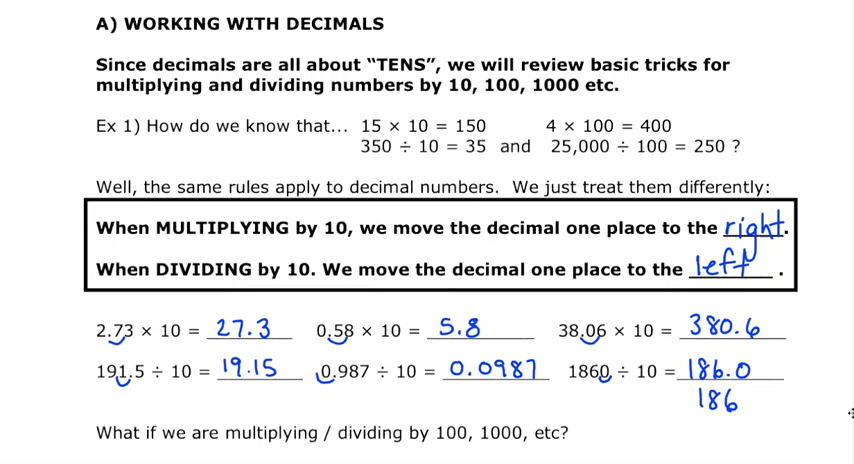 A) WORKING WITH DECIMALS
Since decimals are all about “TENS”, we will review basic tricks for
multiplying and dividing numbers by 10, 100, 1000 etc.
Ex 1) How do we know that... 15 × 10 = 150 4 × 100 = 400
350 ÷ 10 = 35 and 25,000 ÷ 100 = 250 ?
Well, the same rules apply to decimal numbers. We just treat them differently:
When MULTIPLYING by 10, we move the decimal one place to the right.
When DIVIDING by 10. We move the decimal one place to the left.
2.73 × 10 = 27.3 0.58 × 10 = 5.8 38.06 × 10 = 380.6
191.5 ÷ 10 = 19.15 0.987 ÷ 10 = 0.0987 1860 ÷ 10 = 186.0
186
What if we are multiplying / dividing by 100, 1000, etc?